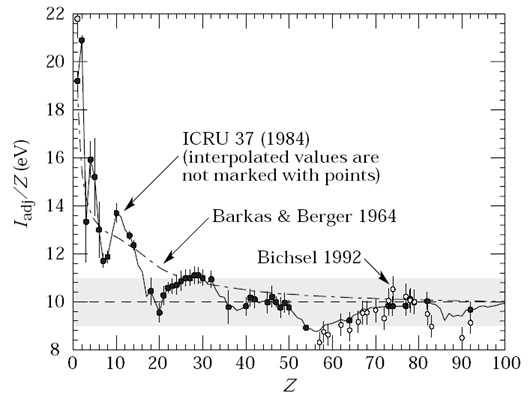 22
20
18
16
14
12
10
8
I_adj/Z (eV)
ICRU 37 (1984)
(interpolated values are
not marked with points)
Barkas & Berger 1964
Bichsel 1992
0 10 20 30 40 50 60 70 80 90 100
Z